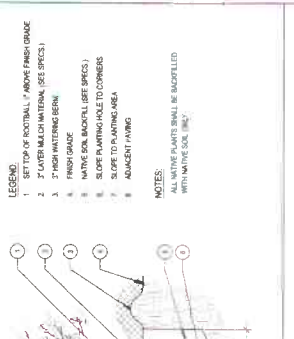 LEGEND:
1 SET TOP OF ROOTBALL 1" ABOVE FINISH GRADE
2 3" LAYER MULCH MATERIAL (SEE SPECS.)
3 3" HIGH WATERING BERM
4 FINISH GRADE
5 NATIVE SOIL BACKFILL (SEE SPECS.)
6 SLOPE PLANTING HOLE TO CORNERS
7 SLOPE TO PLANTING AREA
8 ADJACENT PAVING
NOTES:
ALL NATIVE PLANTS SHALL BE BACKFILLED
WITH NATIVE SOIL ONLY
1
2
3
4